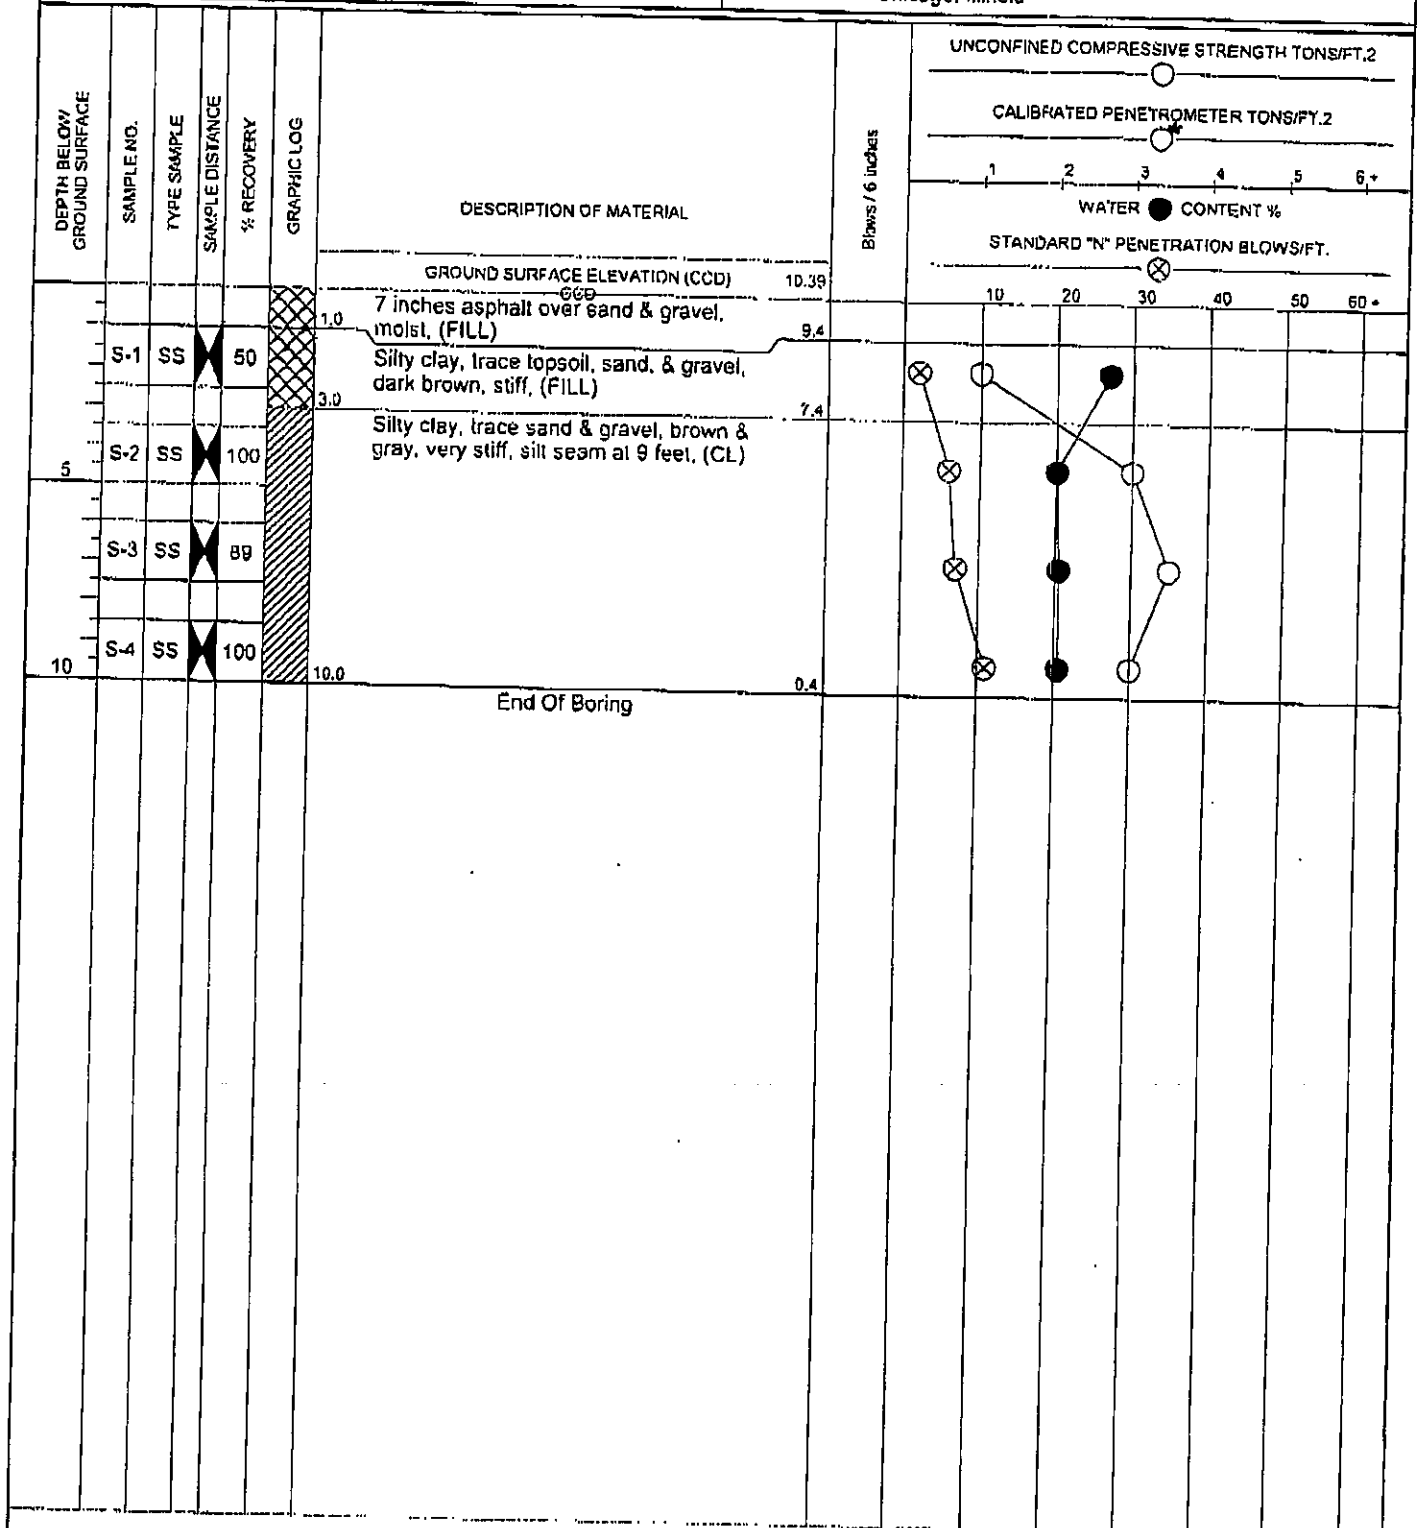 DEPTH BELOW
GROUND SURFACE
SAMPLE NO.
TYPE SAMPLE
SAMPLE DISTANCE
% RECOVERY
GRAPHIC LOG
DESCRIPTION OF MATERIAL
Blows / 6 inches
UNCONFINED COMPRESSIVE STRENGTH TONS/FT.2
CALIBRATED PENETROMETER TONS/FT.2
*
1 2 3 4 5 6+
WATER CONTENT %
STANDARD "N" PENETRATION BLOWS/FT.
10 20 30 40 50 60+
GROUND SURFACE ELEVATION (CCD) 10.39
CCD
7 inches asphalt over sand & gravel,
1.0 moist, (FILL) 9.4
S-1 SS 50 Silty clay, trace topsoil, sand, & gravel,
dark brown, stiff, (FILL)
3.0 7.4
Silty clay, trace sand & gravel, brown &
S-2 SS 100 gray, very stiff, silt seam at 9 feet, (CL)
5
S-3 SS 89
S-4 SS 100
10 10.0 0.4
End Of Boring